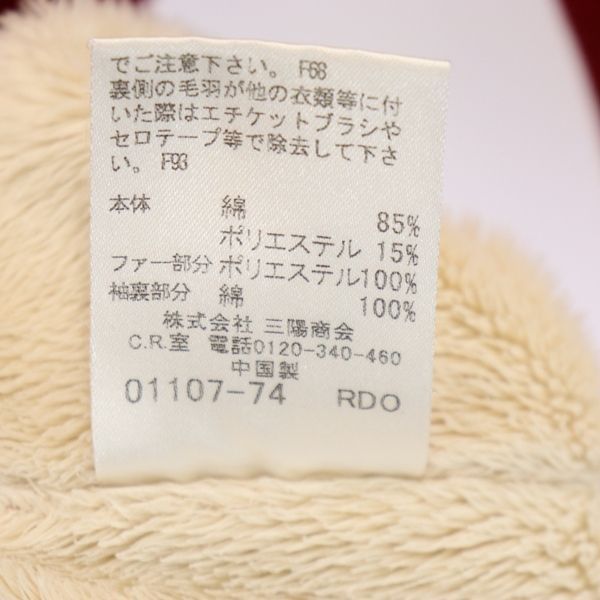 でご注意下さい。 F68
裏側の毛羽が他の衣類等に付
いた際はエチケットブラシや
セロテープ等で除去して下さ
い。 F93
本体 綿 85%
ポリエステル 15%
ファー部分 ポリエステル100%
袖裏部分 綿 100%
株式会社 三陽商会
C.R.室 電話0120-340-460
中国製
01107-74 RDO